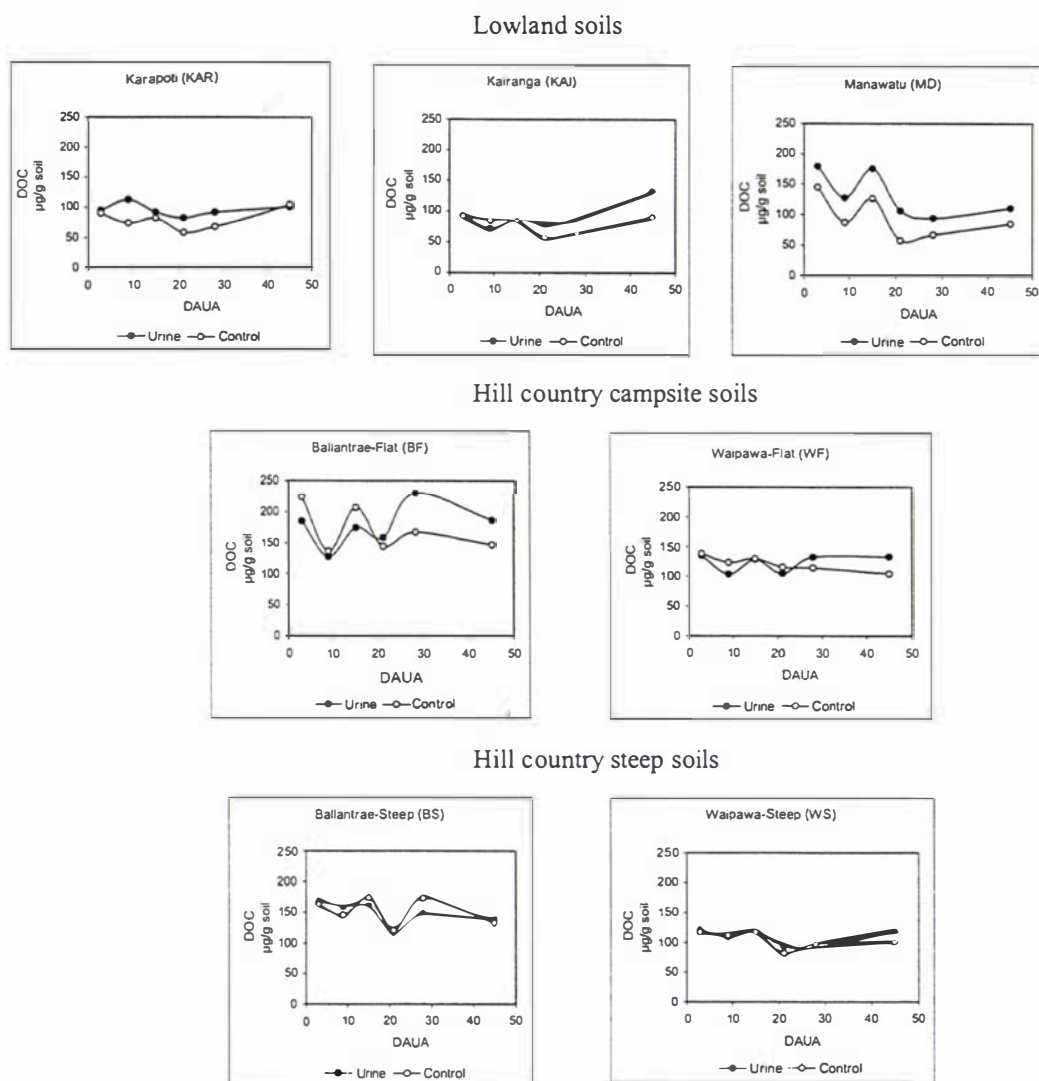 Lowland soils
Karapoti (KAR)
250
200
150
100
50
0
DOC
µg/g soil
0 10 20 30 40 50
DAUA
Urine Control
Kairanga (KAI)
250
200
150
100
50
0
DOC
µg/g soil
0 10 20 30 40 50
DAUA
Urine Control
Manawatu (MD)
250
200
150
100
50
0
DOC
µg/g soil
0 10 20 30 40 50
DAUA
Urine Control
Hill country campsite soils
Ballantrae-Flat (BF)
250
200
150
100
50
0
DOC
µg/g soil
0 10 20 30 40 50
DAUA
Urine Control
Waipawa-Flat (WF)
250
200
150
100
50
0
DOC
µg/g soil
0 10 20 30 40 50
DAUA
Urine Control
Hill country steep soils
Ballantrae-Steep (BS)
250
200
150
100
50
0
DOC
µg/g soil
0 10 20 30 40 50
DAUA
Urine Control
Waipawa-Steep (WS)
250
200
150
100
50
0
DOC
µg/g soil
0 10 20 30 40 50
DAUA
Urine Control